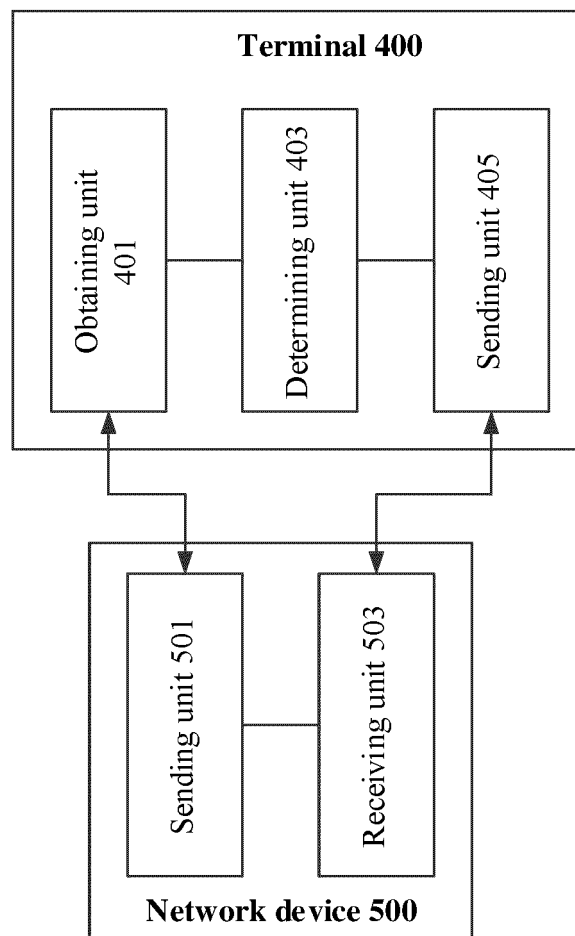 Terminal 400
Obtaining unit
401
Determining unit 403
Sending unit 405
Sending unit 501
Receiving unit 503
Network device 500